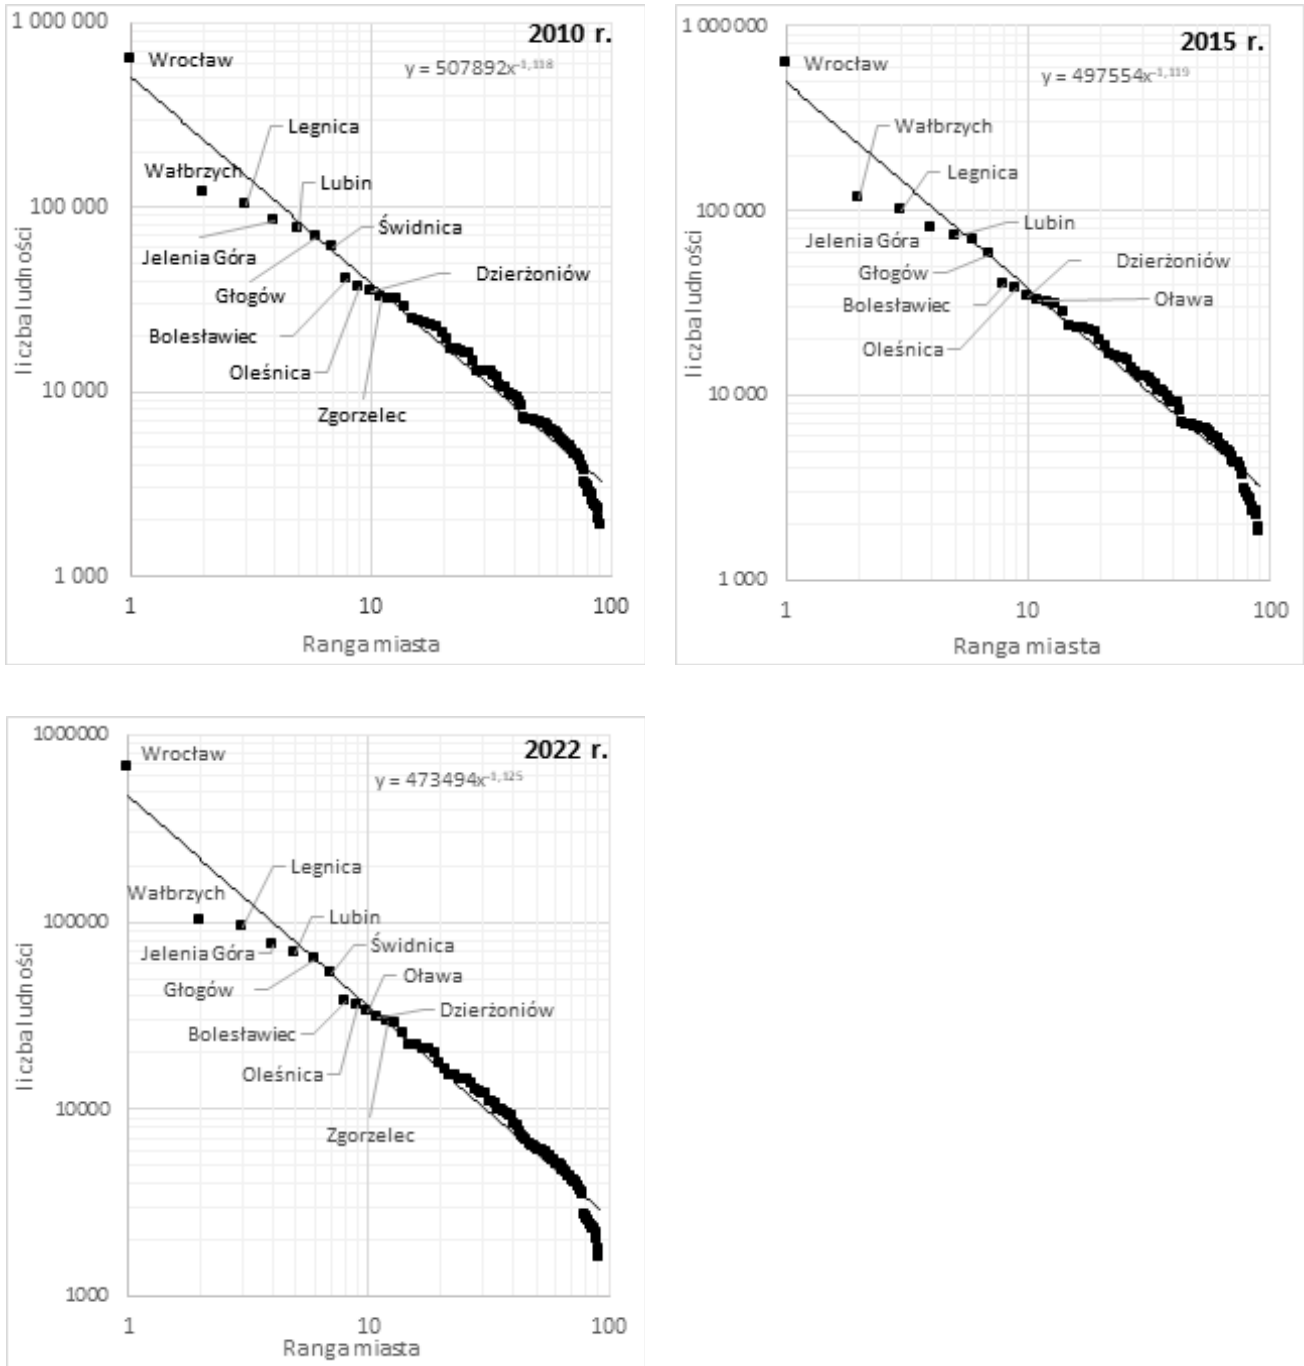 2010 r.
y = 507892x^-1,118
1 000 000
100 000
10 000
1 000
liczba ludności
Wrocław
Legnica
Wałbrzych
Lubin
Świdnica
Jelenia Góra
Dzierżoniów
Głogów
Bolesławiec
Oleśnica
Zgorzelec
1
10
100
Ranga miasta
2015 r.
y = 497554x^-1,119
1 000000
100 000
10 000
1 000
liczba ludności
Wrocław
Wałbrzych
Legnica
Lubin
Jelenia Góra
Dzierżoniów
Głogów
Oława
Bolesławiec
Oleśnica
1
10
100
Ranga miasta
2022 r.
y = 473494x^-1,125
1000000
100000
10000
1000
liczba ludności
Wrocław
Legnica
Wałbrzych
Lubin
Świdnica
Jelenia Góra
Oława
Głogów
Dzierżoniów
Bolesławiec
Oleśnica
Zgorzelec
1
10
100
Ranga miasta